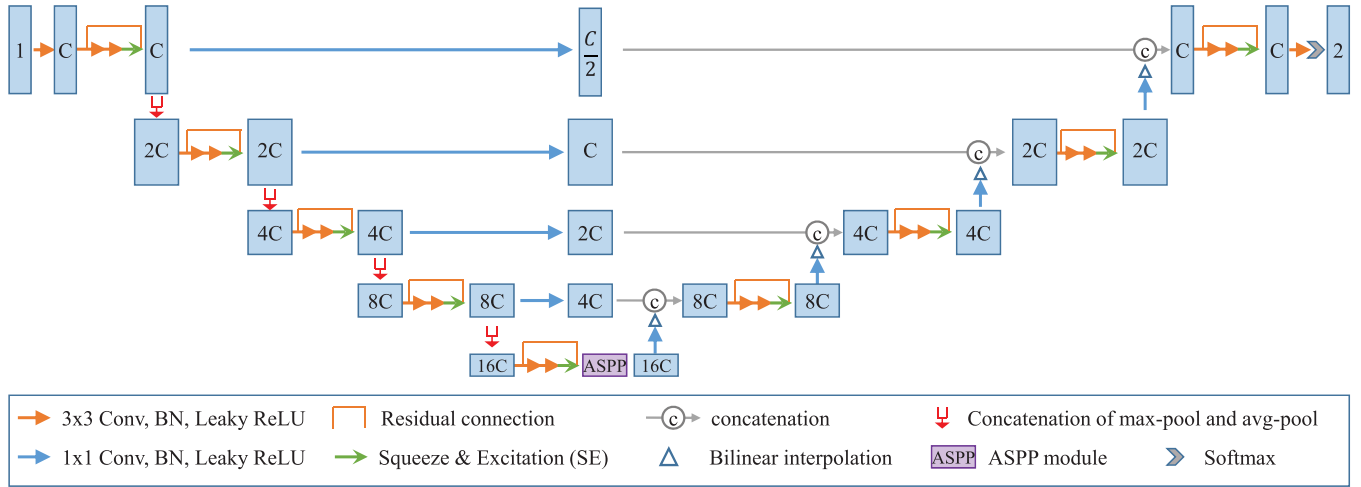 1 C C C/2 c C C 2
2C 2C C c 2C 2C
4C 4C 2C c 4C 4C
8C 8C 4C c 8C 8C
16C ASPP 16C
3x3 Conv, BN, Leaky ReLU Residual connection c concatenation Concatenation of max-pool and avg-pool
1x1 Conv, BN, Leaky ReLU Squeeze & Excitation (SE) Bilinear interpolation ASPP ASPP module Softmax